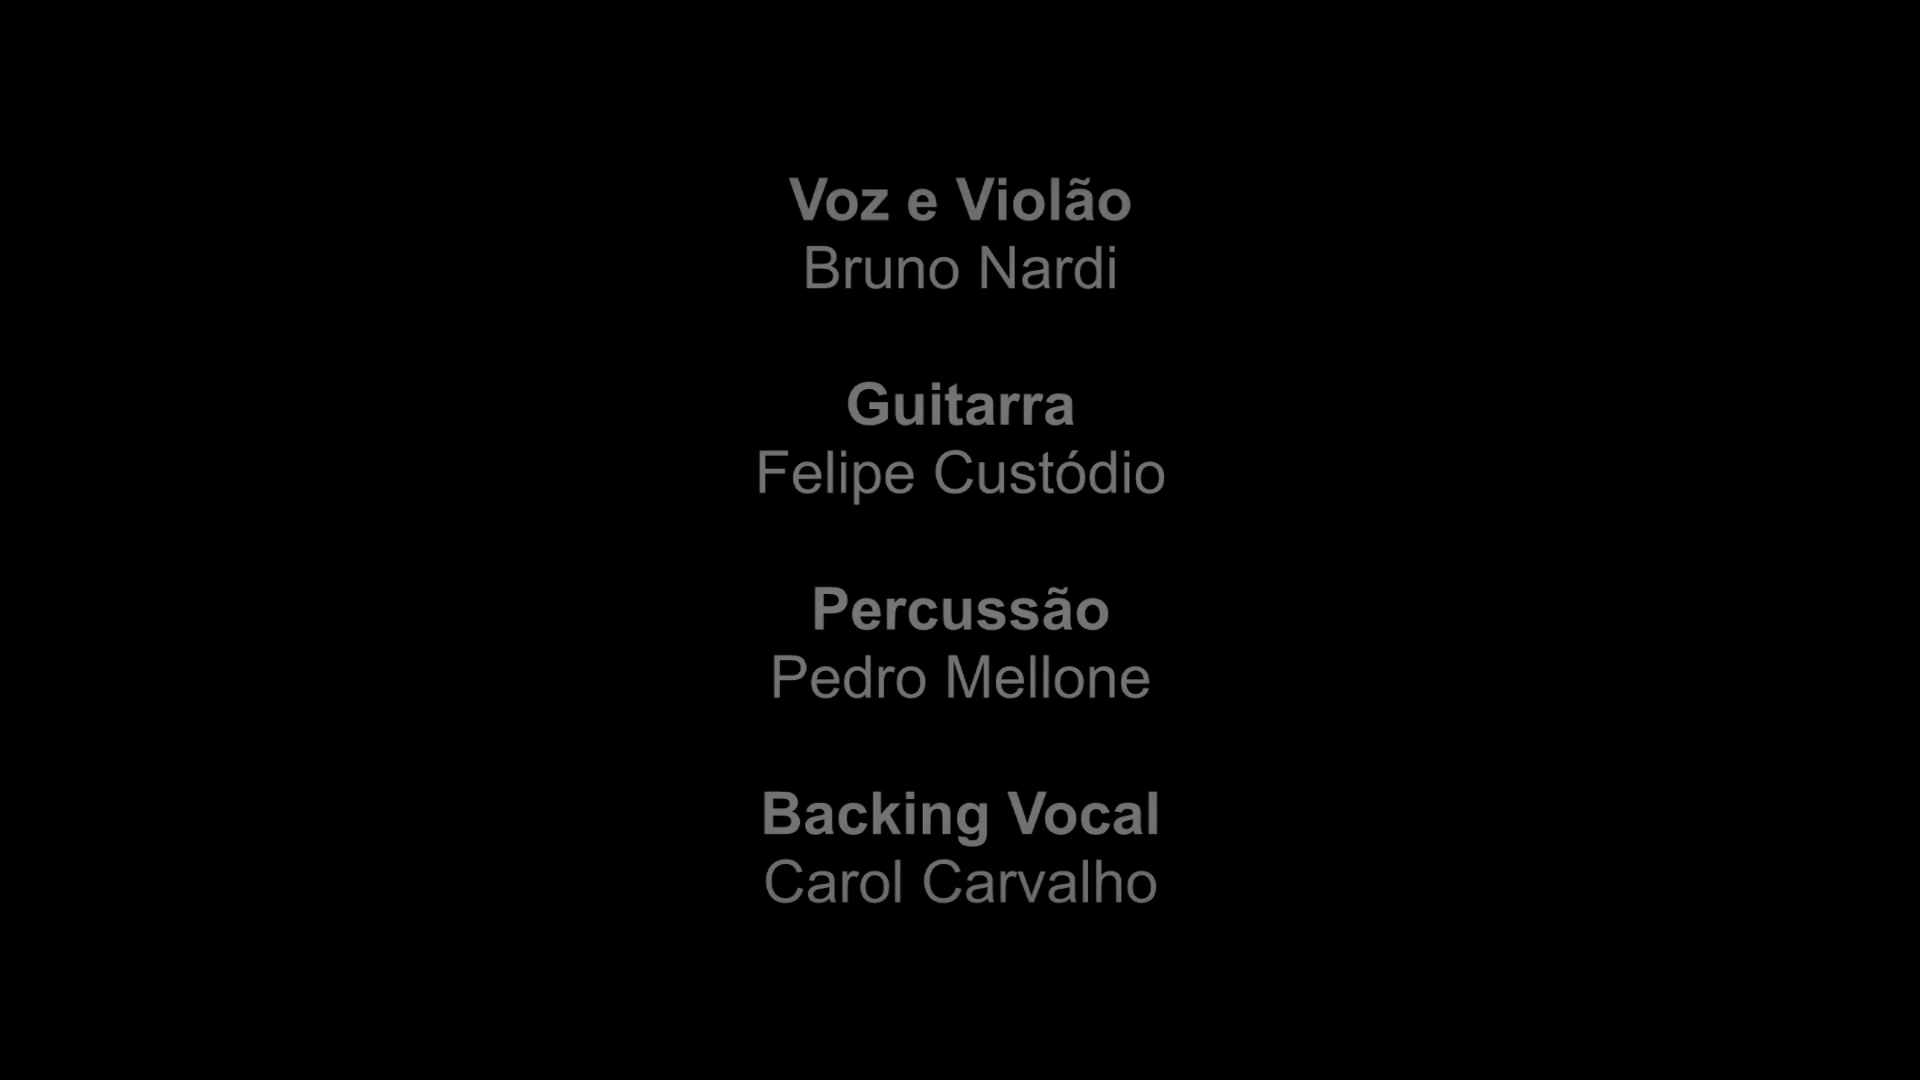 Voz e Violão
Bruno Nardi
Guitarra
Felipe Custódio
Percussão
Pedro Mellone
Backing Vocal
Carol Carvalho